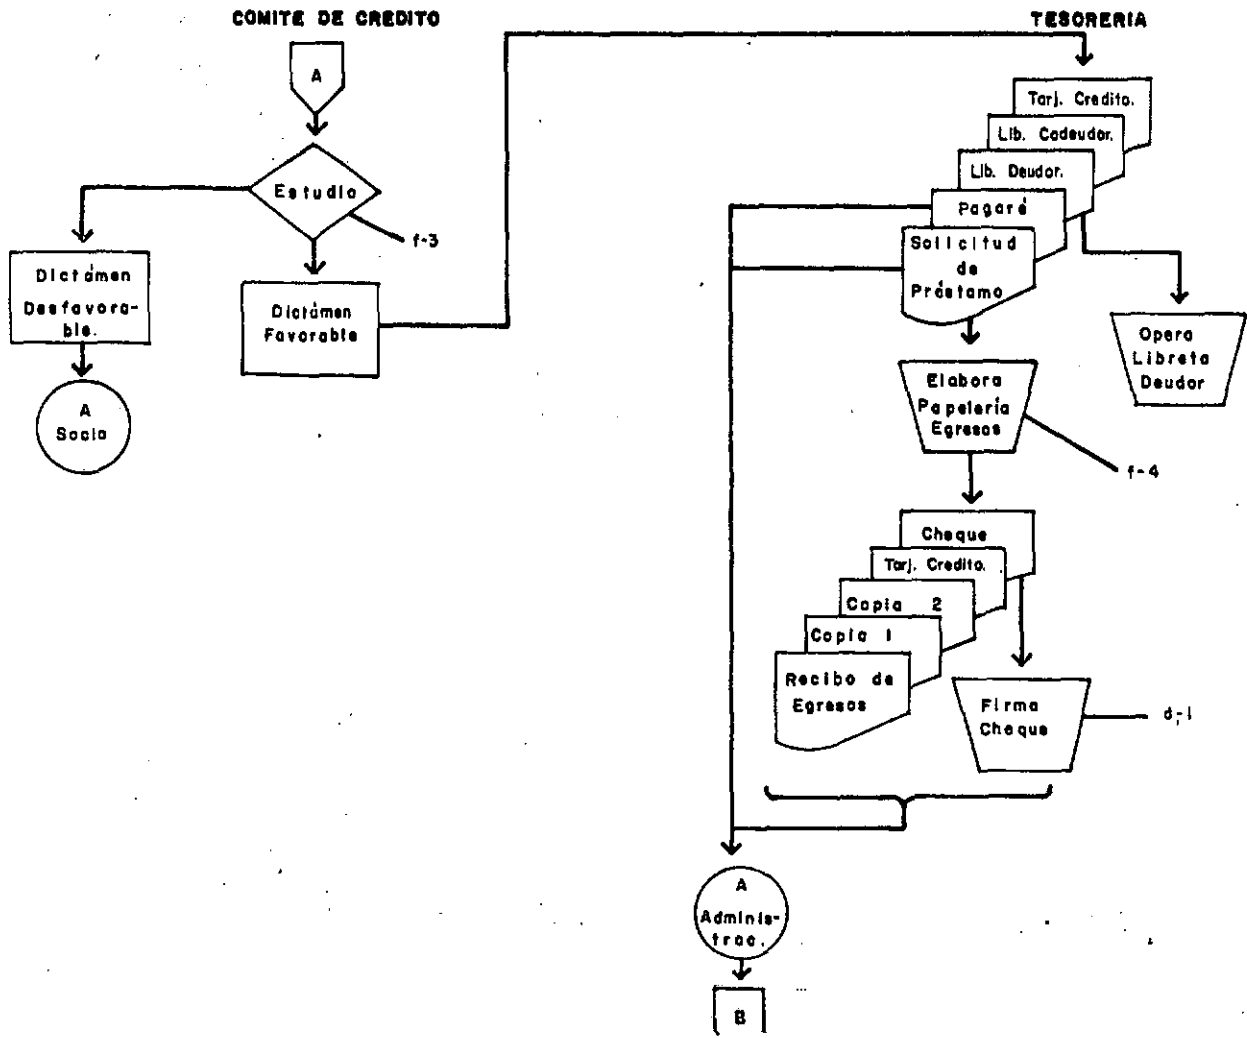 COMITE DE CREDITO
A
Estudio
f-3
Dictámen
Desfavora-
ble.
A
Socio
Dictámen
Favorable
TESORERIA
Tarj. Credito.
Lib. Codeudor.
Lib. Deudor.
Pagaré
Solicitud
de
Préstamo
Opera
Libreta
Deudor
Elabora
Papelería
Egresos
f-4
Cheque
Tarj. Credito.
Copia 2
Copia 1
Recibo de
Egresos
Firma
Cheque
A
Adminis-
trac.
B